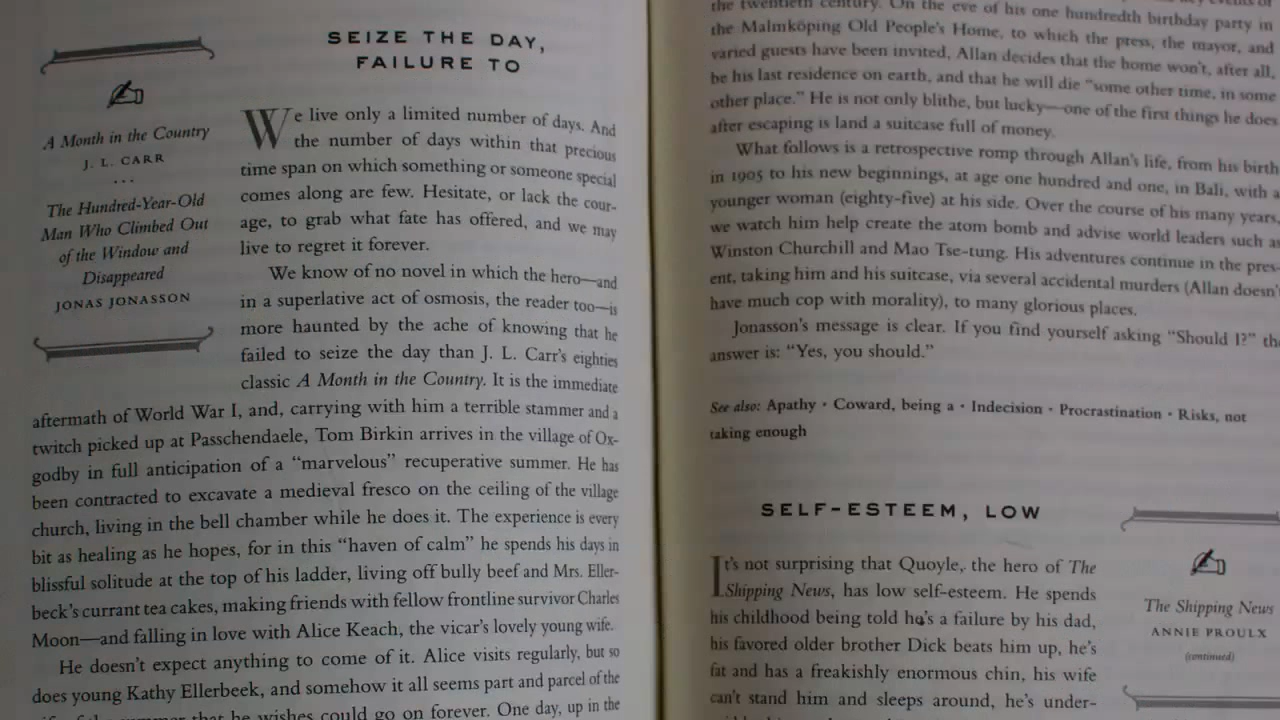 SEIZE THE DAY,
FAILURE TO
A Month in the Country
J. L. CARR
...
The Hundred-Year-Old
Man Who Climbed Out
of the Window and
Disappeared
JONAS JONASSON
We live only a limited number of days. And
the number of days within that precious
time span on which something or someone special
comes along are few. Hesitate, or lack the cour-
age, to grab what fate has offered, and we may
live to regret it forever.
We know of no novel in which the hero—and
in a superlative act of osmosis, the reader too—is
more haunted by the ache of knowing that he
failed to seize the day than J. L. Carr's eighties
classic A Month in the Country. It is the immediate
aftermath of World War I, and, carrying with him a terrible stammer and a
twitch picked up at Passchendaele, Tom Birkin arrives in the village of Ox-
godby in full anticipation of a "marvelous" recuperative summer. He has
been contracted to excavate a medieval fresco on the ceiling of the village
church, living in the bell chamber while he does it. The experience is every
bit as healing as he hopes, for in this "haven of calm" he spends his days in
blissful solitude at the top of his ladder, living off bully beef and Mrs. Eller-
beck's currant tea cakes, making friends with fellow frontline survivor Charles
Moon—and falling in love with Alice Keach, the vicar's lovely young wife.
He doesn't expect anything to come of it. Alice visits regularly, but so
does young Kathy Ellerbeek, and somehow it all seems part and parcel of the
summer that he wishes could go on forever. One day, up in the
the twentieth century. On the eve of his one hundredth birthday party in
the Malmköping Old People's Home, to which the press, the mayor, and
varied guests have been invited, Allan decides that the home won't, after all,
be his last residence on earth, and that he will die "some other time, in some
other place." He is not only blithe, but lucky—one of the first things he does
after escaping is land a suitcase full of money.
What follows is a retrospective romp through Allan's life, from his birth
in 1905 to his new beginnings, at age one hundred and one, in Bali, with a
younger woman (eighty-five) at his side. Over the course of his many years,
we watch him help create the atom bomb and advise world leaders such as
Winston Churchill and Mao Tse-tung. His adventures continue in the pres-
ent, taking him and his suitcase, via several accidental murders (Allan doesn't
have much cop with morality), to many glorious places.
Jonasson's message is clear. If you find yourself asking "Should I?" the
answer is: "Yes, you should."
See also: Apathy • Coward, being a • Indecision • Procrastination • Risks, not
taking enough
SELF-ESTEEM, LOW
It's not surprising that Quoyle, the hero of The
Shipping News, has low self-esteem. He spends
his childhood being told he's a failure by his dad,
his favored older brother Dick beats him up, he's
fat and has a freakishly enormous chin, his wife
can't stand him and sleeps around, he's under-
The Shipping News
ANNIE PROULX
(continued)